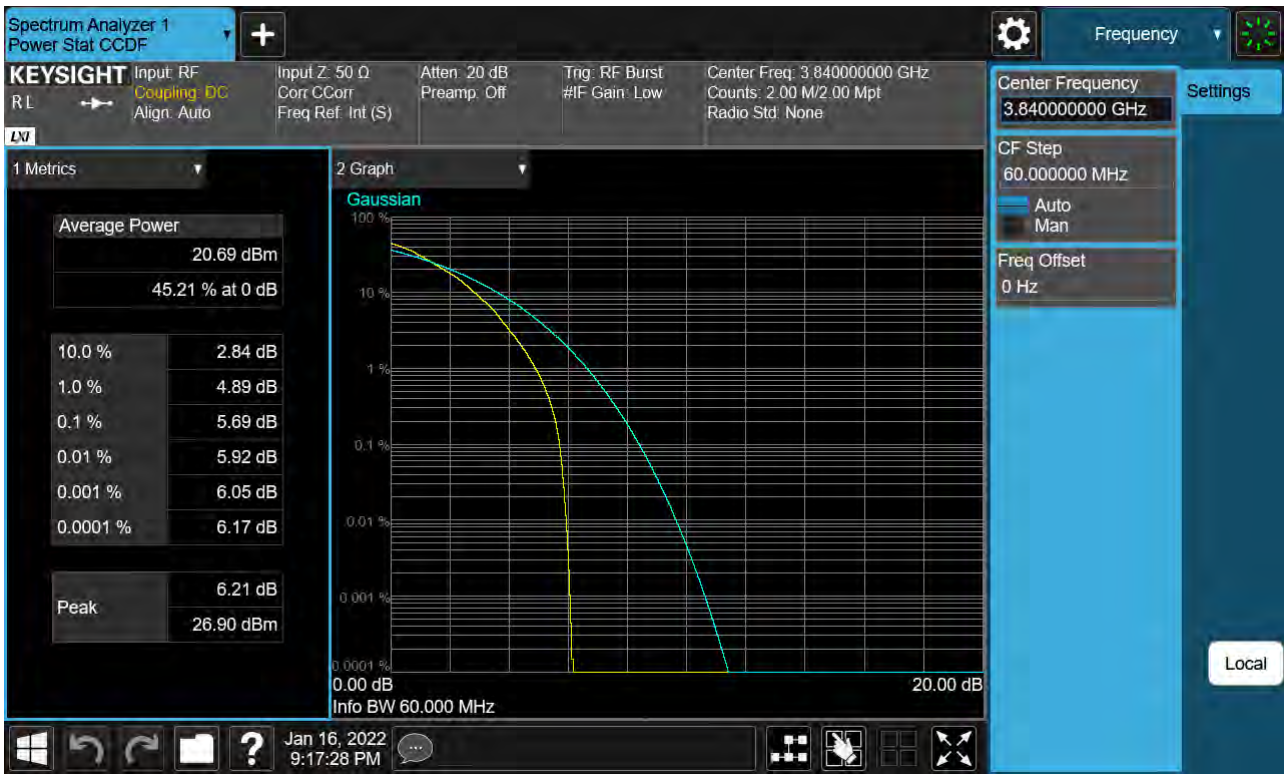 Spectrum Analyzer 1
Power Stat CCDF
+
Frequency
KEYSIGHT
R L
LXI
Input: RF
Coupling: DC
Align: Auto
Input Z: 50 Ω
Corr CCorr
Freq Ref: Int (S)
Atten: 20 dB
Preamp: Off
Trig: RF Burst
#IF Gain: Low
Center Freq: 3.840000000 GHz
Counts: 2.00 M/2.00 Mpt
Radio Std: None
Center Frequency
3.840000000 GHz
Settings
CF Step
60.000000 MHz
Auto
Man
Freq Offset
0 Hz
Local
1 Metrics
Average Power
20.69 dBm
45.21 % at 0 dB
10.0 % 2.84 dB
1.0 % 4.89 dB
0.1 % 5.69 dB
0.01 % 5.92 dB
0.001 % 6.05 dB
0.0001 % 6.17 dB
Peak
6.21 dB
26.90 dBm
2 Graph
Gaussian
100 %
10 %
1 %
0.1 %
0.01 %
0.001 %
0.0001 %
0.00 dB 20.00 dB
Info BW 60.000 MHz
?
Jan 16, 2022
9:17:28 PM